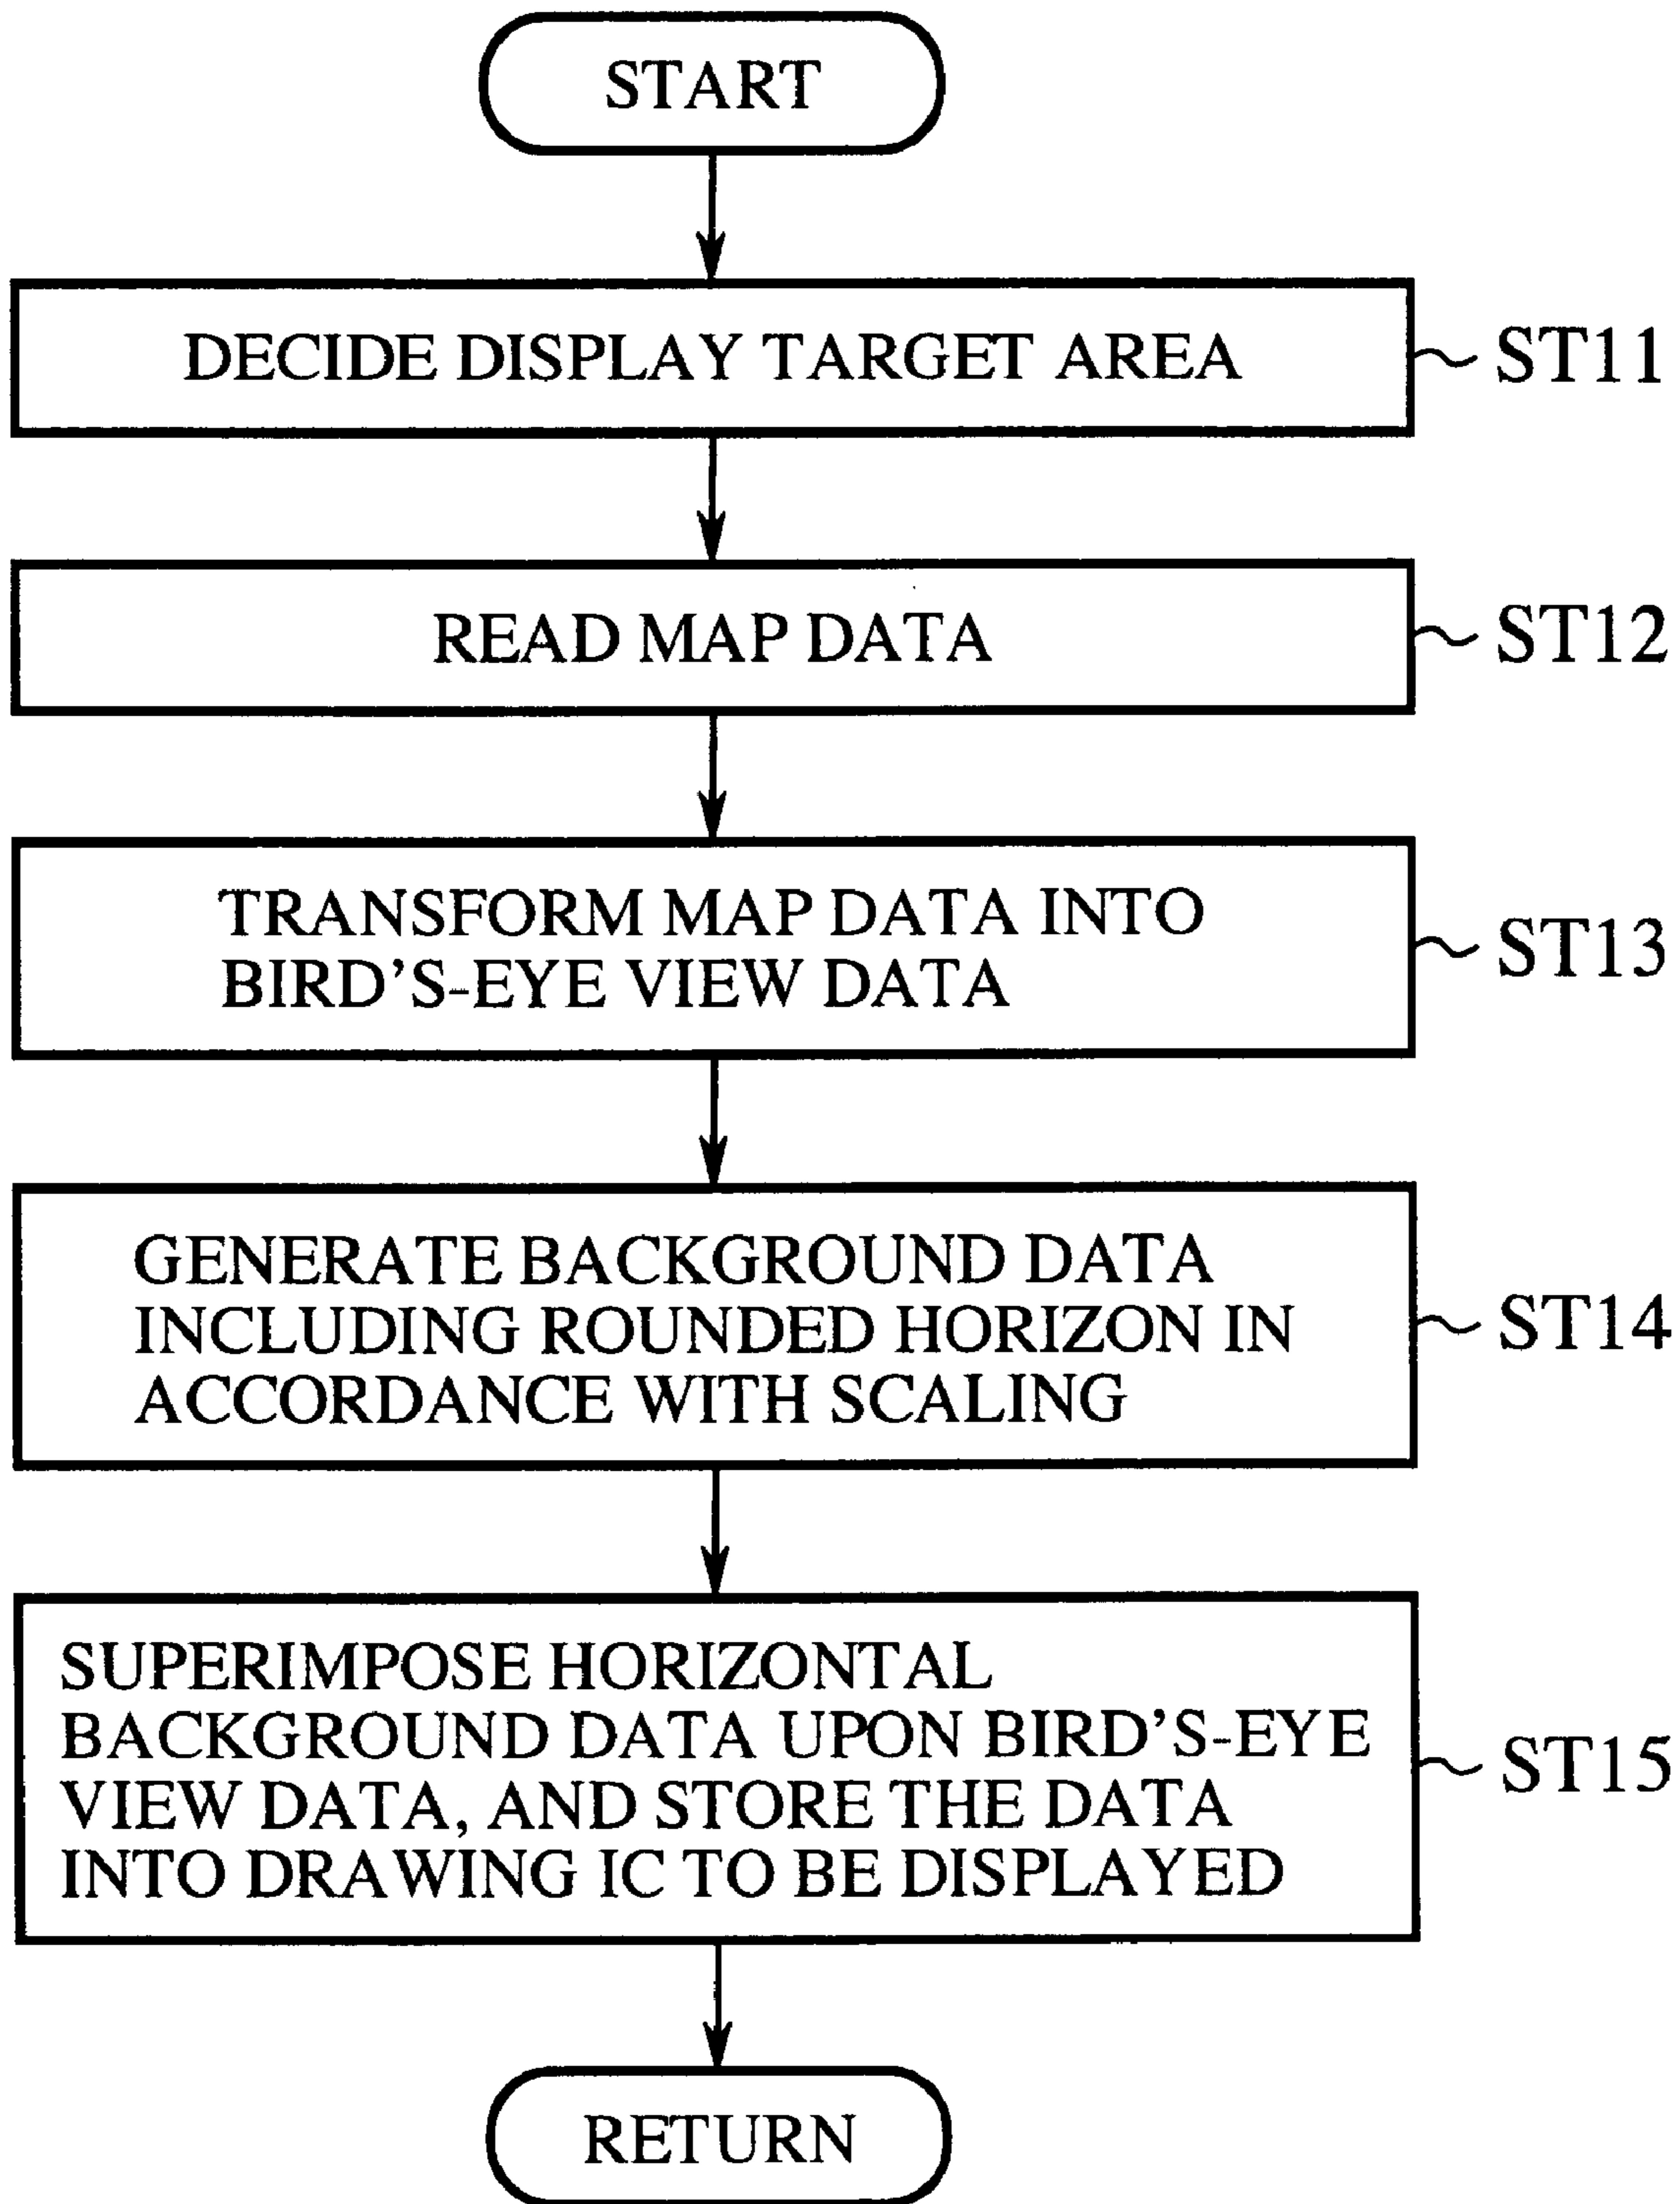 START
DECIDE DISPLAY TARGET AREA
ST11
READ MAP DATA
ST12
TRANSFORM MAP DATA INTO
BIRD'S-EYE VIEW DATA
ST13
GENERATE BACKGROUND DATA
INCLUDING ROUNDED HORIZON IN
ACCORDANCE WITH SCALING
ST14
SUPERIMPOSE HORIZONTAL
BACKGROUND DATA UPON BIRD'S-EYE
VIEW DATA, AND STORE THE DATA
INTO DRAWING IC TO BE DISPLAYED
ST15
RETURN